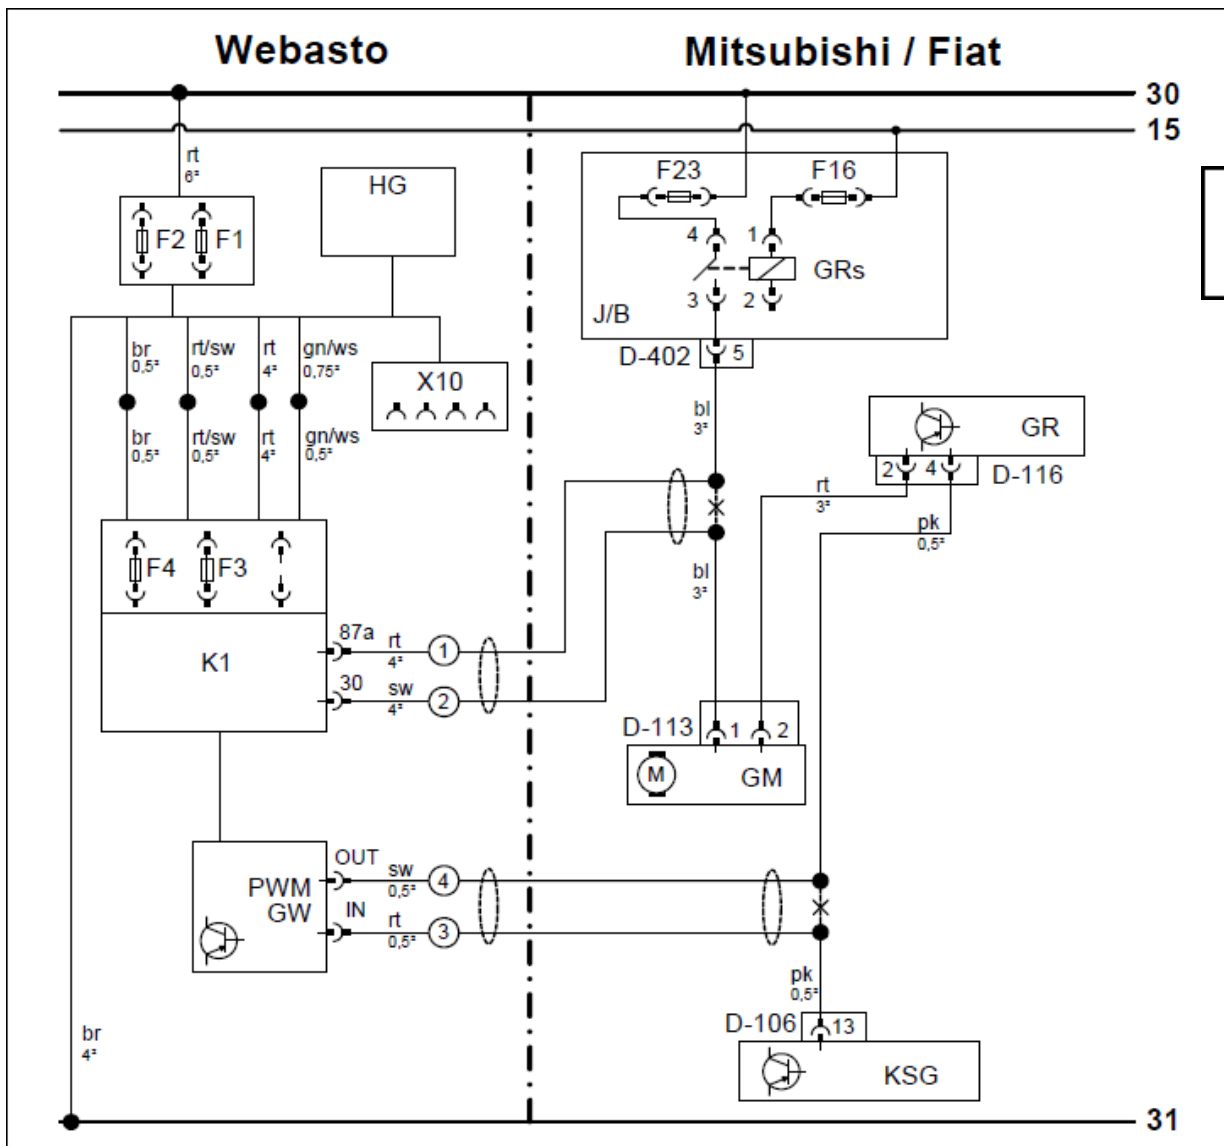 Webasto
Mitsubishi / Fiat
30
15
rt
6²
HG
F2
F1
F23
F16
4
1
GRs
3
2
J/B
D-402
5
br
0,5²
rt/sw
0,5²
rt
4²
gn/ws
0,75²
X10
br
0,5²
rt/sw
0,5²
rt
4²
gn/ws
0,5²
bl
3²
GR
2
4
D-116
rt
3²
pk
0,5²
F4
F3
bl
3²
K1
87a
rt
4²
1
30
sw
4²
2
D-113
1
2
M
GM
PWM
GW
OUT
sw
0,5²
4
IN
rt
0,5²
3
pk
0,5²
D-106
13
KSG
br
4²
31